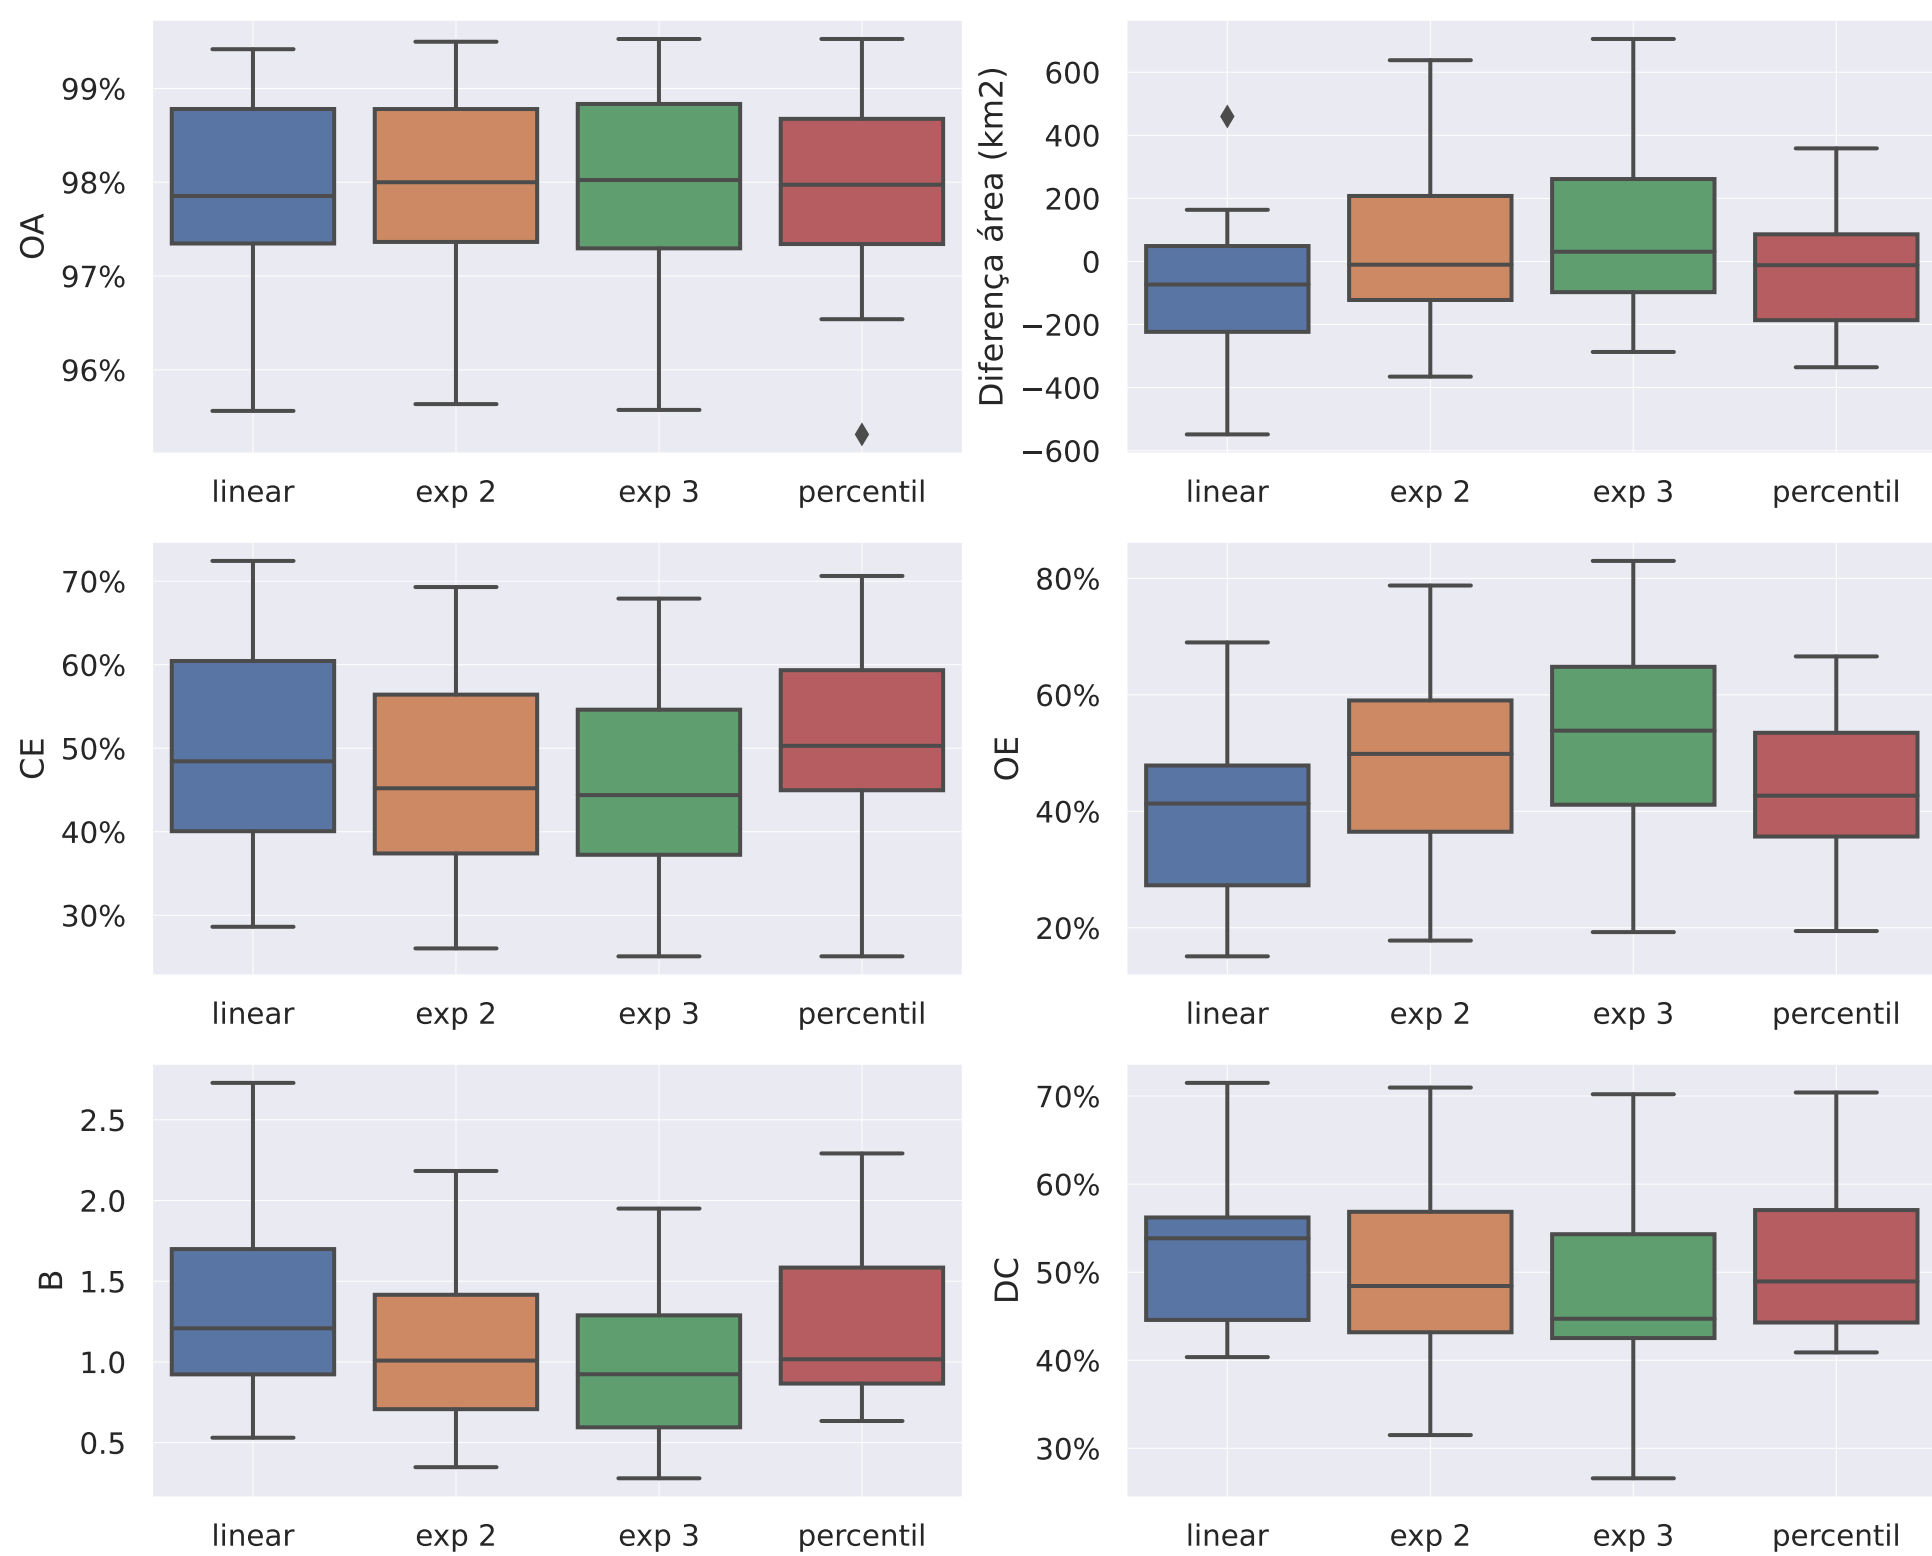 OA
99%
98%
97%
96%
linear exp 2 exp 3 percentil
Diferença área (km2)
600
400
200
0
−200
−400
−600
linear exp 2 exp 3 percentil
CE
70%
60%
50%
40%
30%
linear exp 2 exp 3 percentil
OE
80%
60%
40%
20%
linear exp 2 exp 3 percentil
B
2.5
2.0
1.5
1.0
0.5
linear exp 2 exp 3 percentil
DC
70%
60%
50%
40%
30%
linear exp 2 exp 3 percentil